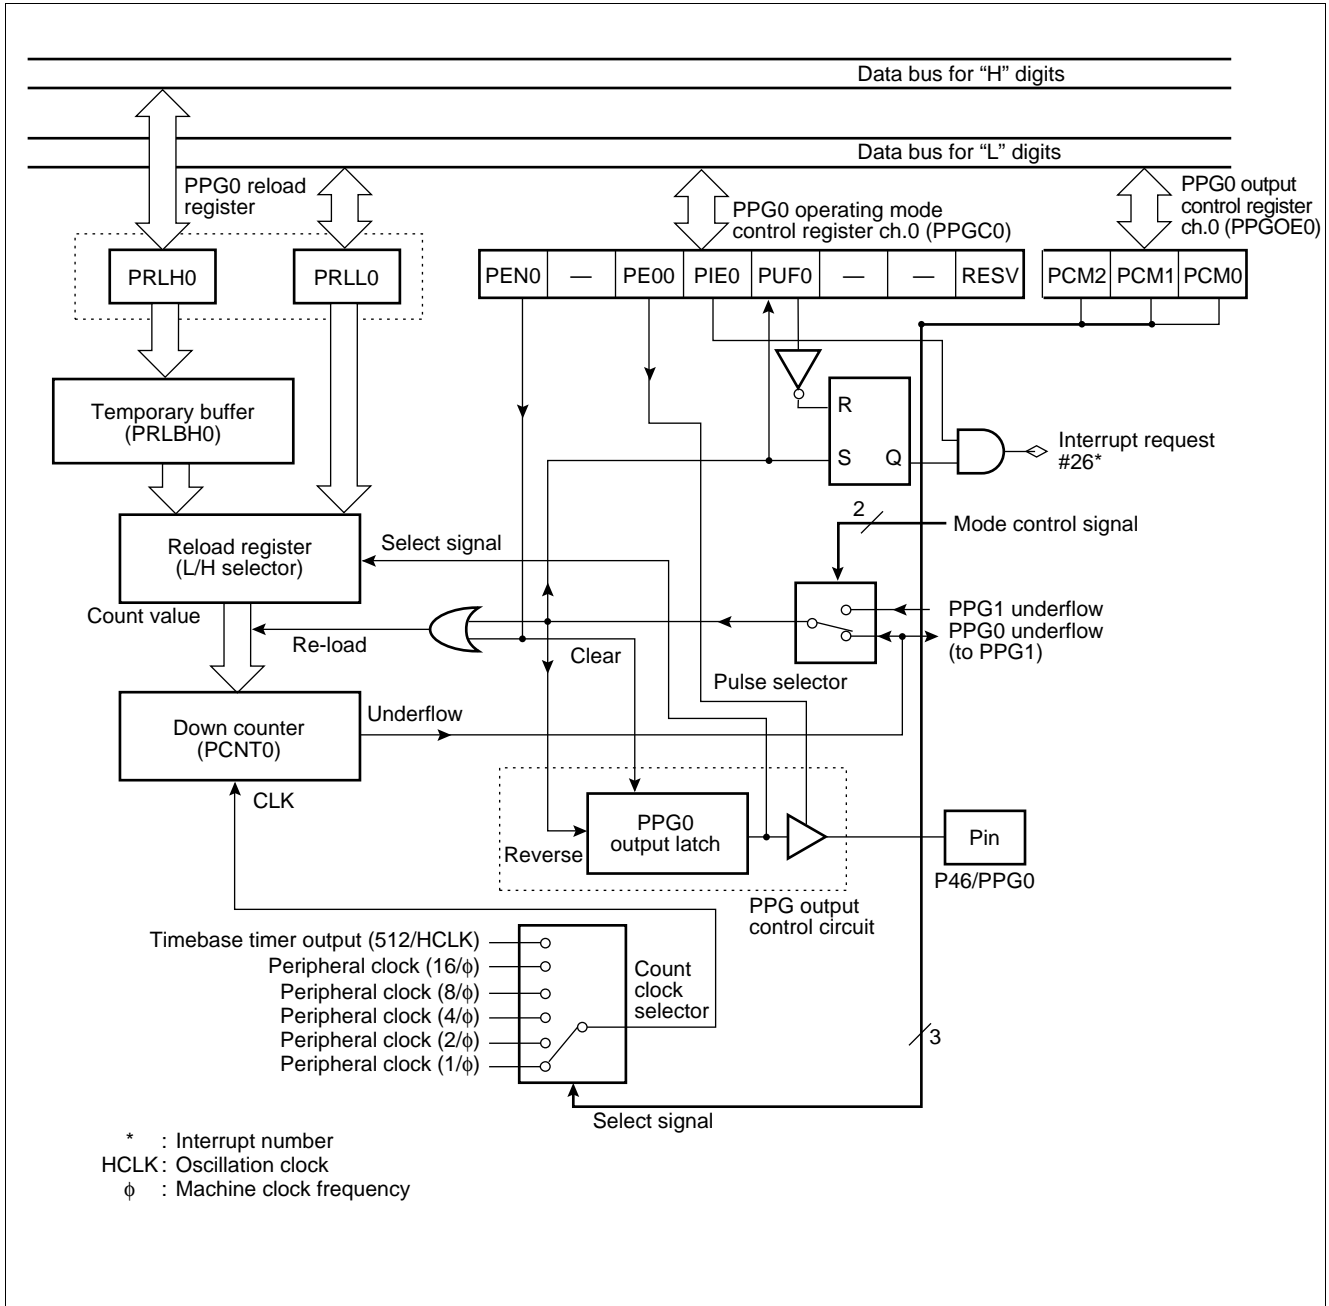 Data bus for “H” digits
Data bus for “L” digits
PPG0 reload
register
PPG0 operating mode
control register ch.0 (PPGC0)
PPG0 output
control register
ch.0 (PPGOE0)
PRLH0
PRLL0
PEN0 — PE00 PIE0 PUF0 — — RESV
PCM2 PCM1 PCM0
Temporary buffer
(PRLBH0)
R
S Q
Interrupt request
#26*
2
Mode control signal
Reload register
(L/H selector)
Select signal
Count value
Re-load
Clear
PPG1 underflow
PPG0 underflow
(to PPG1)
Pulse selector
Down counter
(PCNT0)
Underflow
CLK
PPG0
output latch
Reverse
Pin
P46/PPG0
PPG output
control circuit
Timebase timer output (512/HCLK)
Peripheral clock (16/ϕ)
Peripheral clock (8/ϕ)
Peripheral clock (4/ϕ)
Peripheral clock (2/ϕ)
Peripheral clock (1/ϕ)
Count
clock
selector
3
Select signal
* : Interrupt number
HCLK : Oscillation clock
ϕ : Machine clock frequency